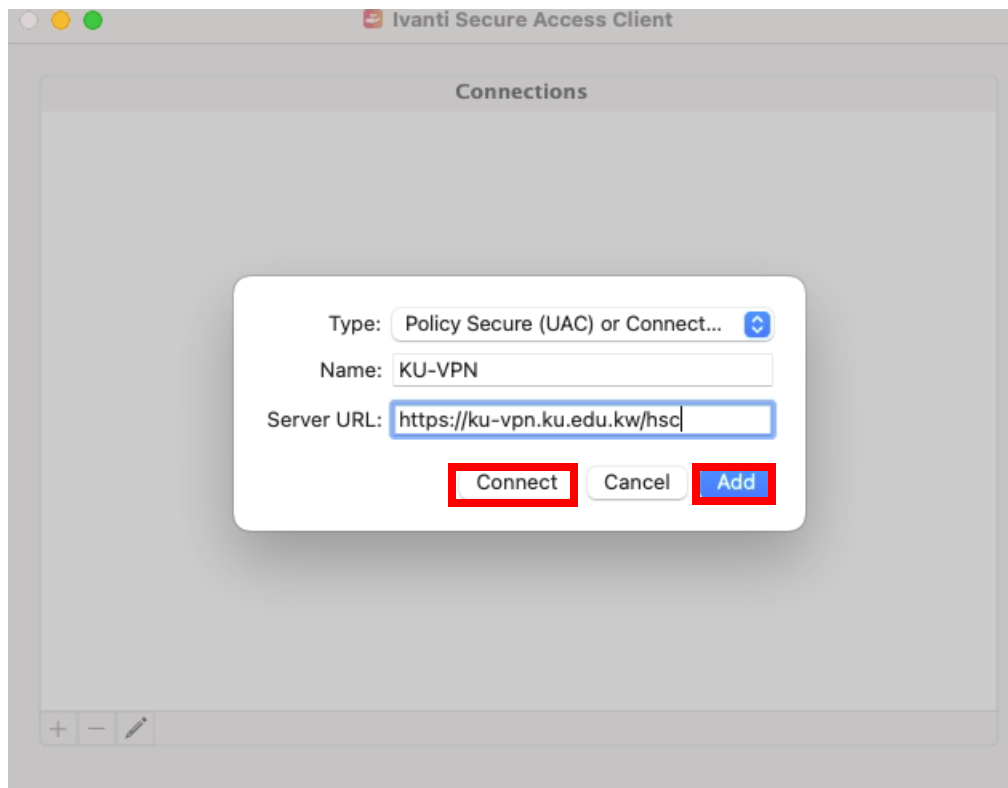 Ivanti Secure Access Client
Connections
Type: Policy Secure (UAC) or Connect...
Name: KU-VPN
Server URL: https://ku-vpn.ku.edu.kw/hsc
Connect Cancel Add